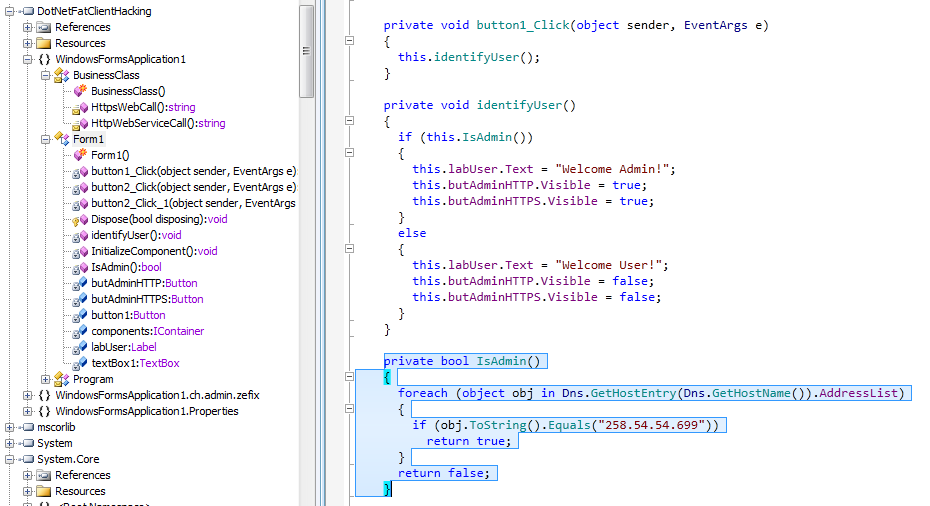 DotNetFatClientHacking
References
Resources
WindowsFormsApplication1
BusinessClass
BusinessClass()
HttpsWebCall():string
HttpWebServiceCall():string
Form1
Form1()
button1_Click(object sender, EventArgs e)
button2_Click(object sender, EventArgs e)
button2_Click_1(object sender, EventArgs
Dispose(bool disposing):void
identifyUser():void
InitializeComponent():void
IsAdmin():bool
butAdminHTTP:Button
butAdminHTTPS:Button
button1:Button
components:IContainer
labUser:Label
textBox1:TextBox
Program
WindowsFormsApplication1.ch.admin.zefix
WindowsFormsApplication1.Properties
mscorlib
System
System.Core
References
Resources
private void button1_Click(object sender, EventArgs e)
{
this.identifyUser();
}
private void identifyUser()
{
if (this.IsAdmin())
{
this.labUser.Text = "Welcome Admin!";
this.butAdminHTTP.Visible = true;
this.butAdminHTTPS.Visible = true;
}
else
{
this.labUser.Text = "Welcome User!";
this.butAdminHTTP.Visible = false;
this.butAdminHTTPS.Visible = false;
}
}
private bool IsAdmin()
{
foreach (object obj in Dns.GetHostEntry(Dns.GetHostName()).AddressList)
{
if (obj.ToString().Equals("258.54.54.699"))
return true;
}
return false;
}